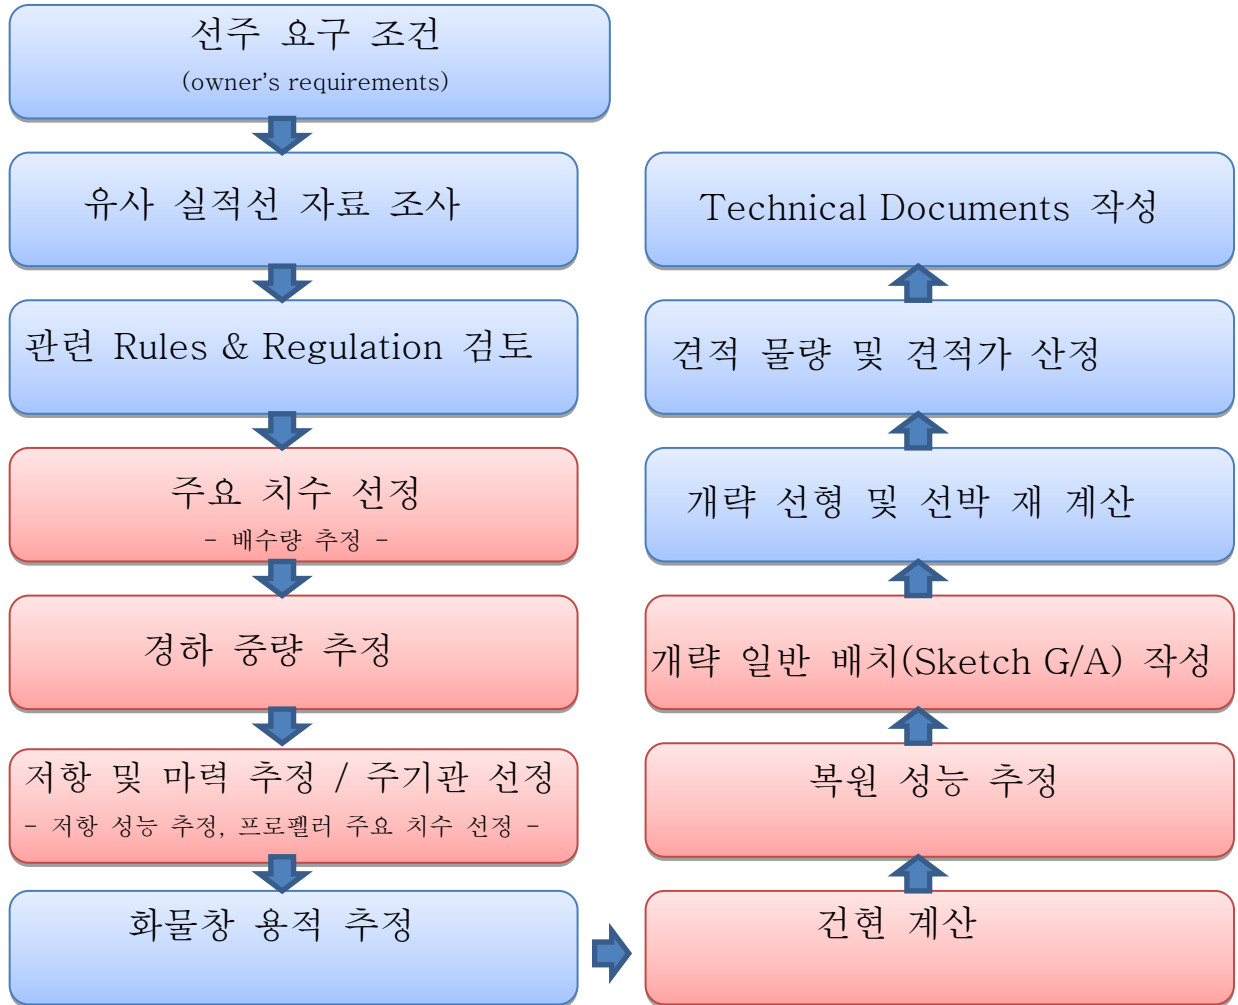 선주 요구 조건
(owner's requirements)
유사 실적선 자료 조사
관련 Rules & Regulation 검토
주요 치수 선정
- 배수량 추정 -
경하 중량 추정
저항 및 마력 추정 / 주기관 선정
- 저항 성능 추정, 프로펠러 주요 치수 선정 -
화물창 용적 추정
건현 계산
복원 성능 추정
개략 일반 배치(Sketch G/A) 작성
개략 선형 및 선박 재 계산
견적 물량 및 견적가 산정
Technical Documents 작성